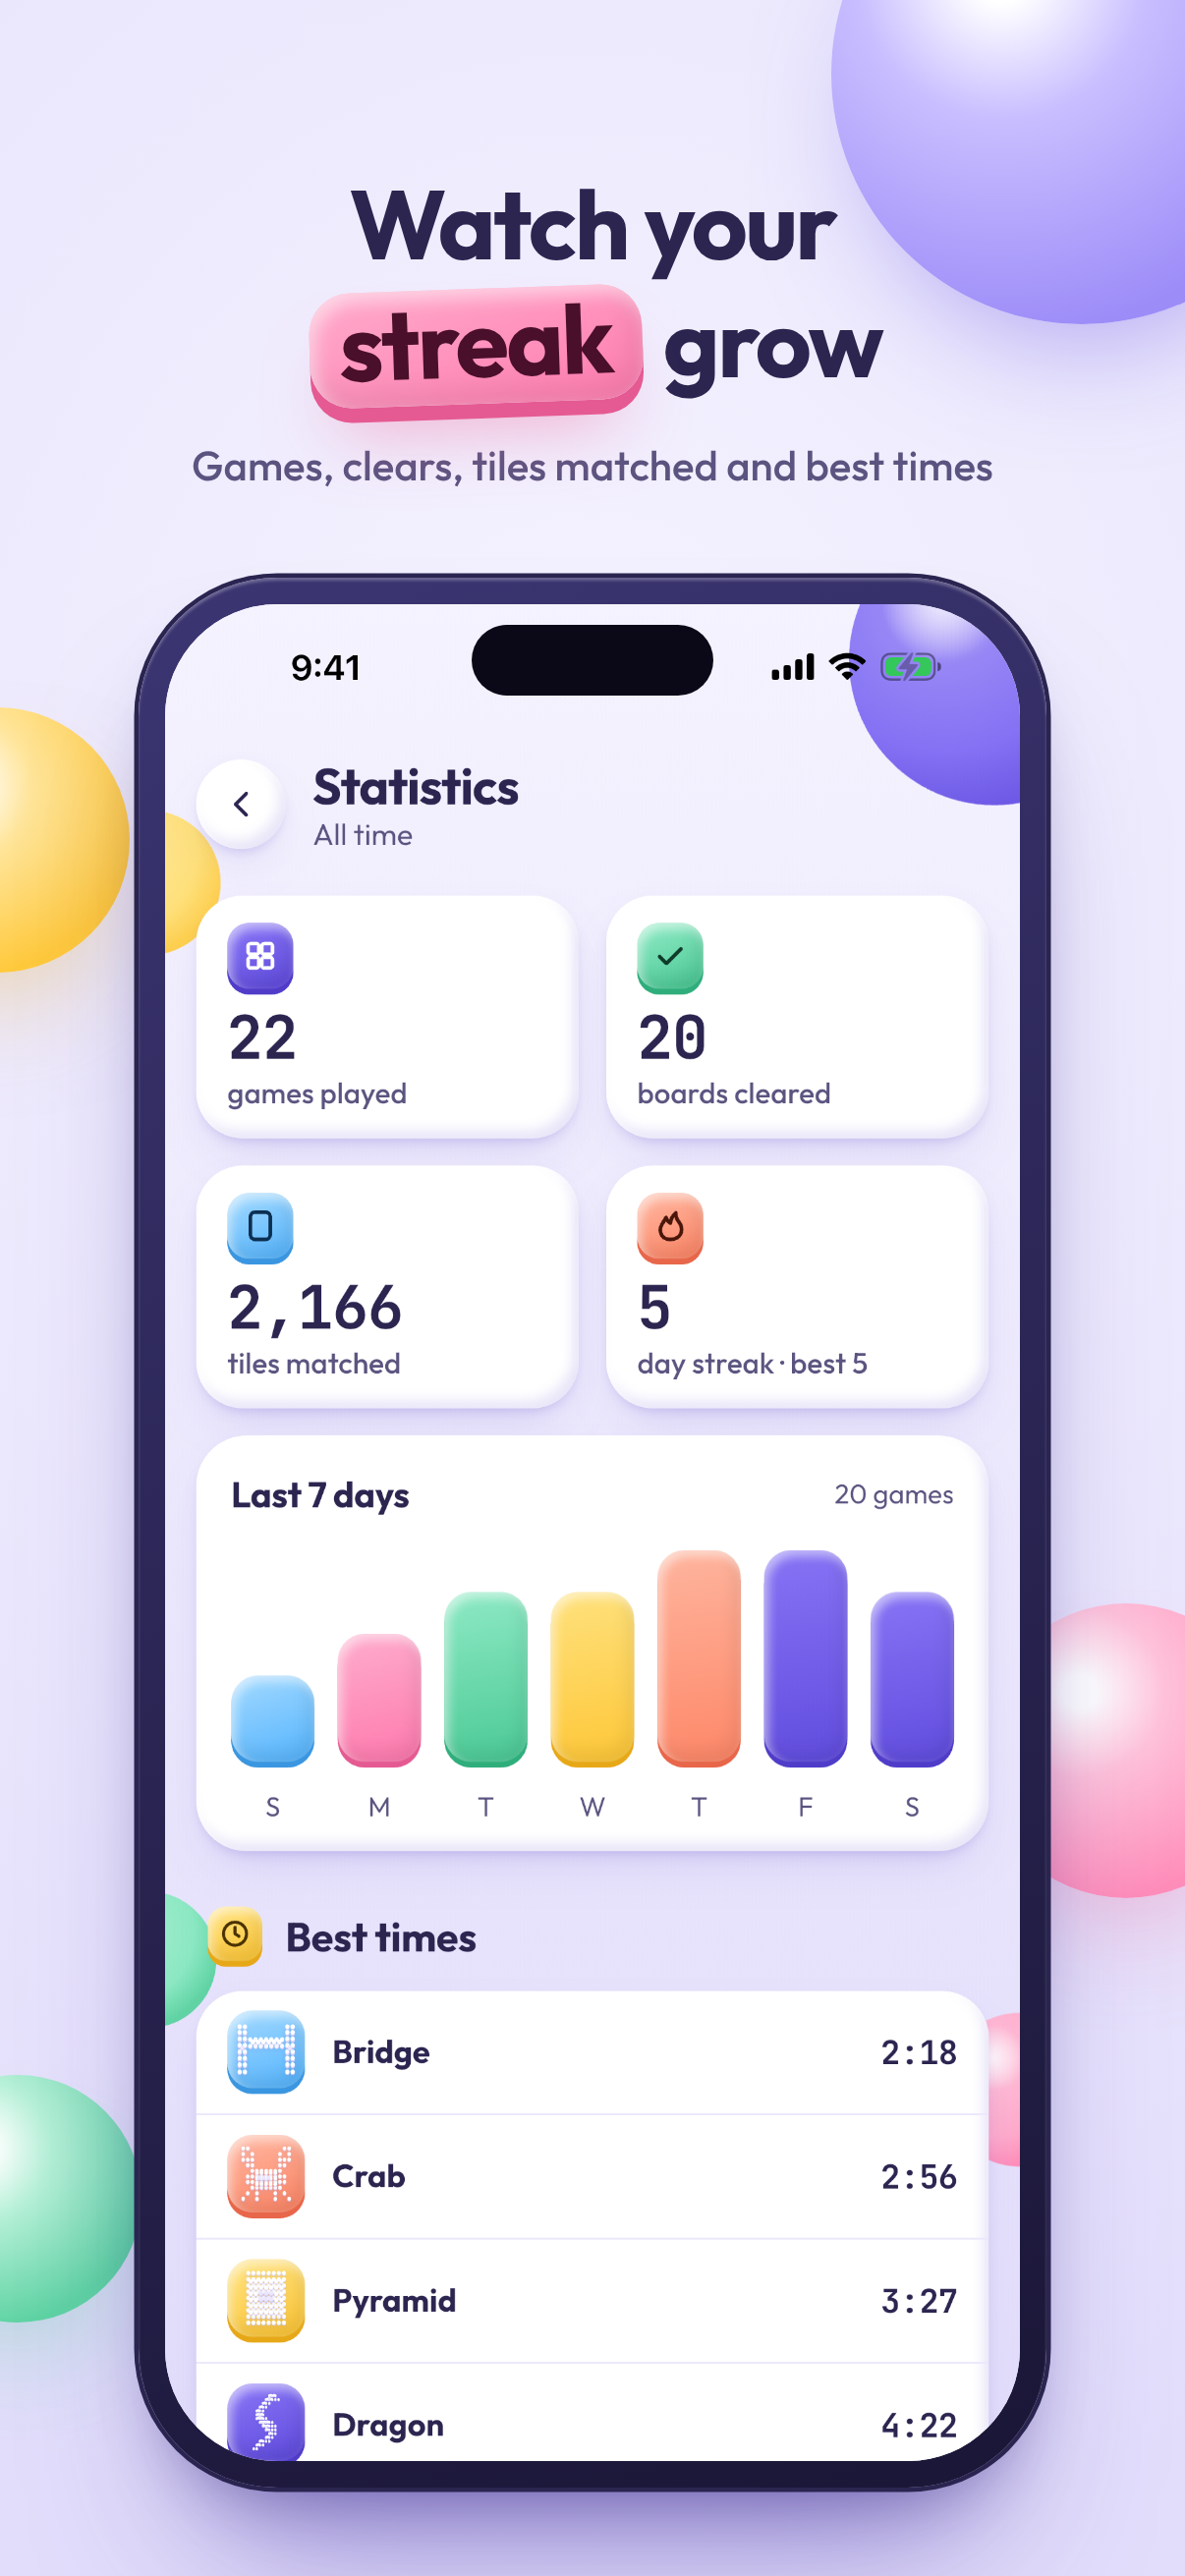 Watch your
streak grow
Games, clears, tiles matched and best times
9:41
Statistics
All time
22
games played
20
boards cleared
2,166
tiles matched
5
day streak · best 5
Last 7 days
20 games
S M T W T F S
Best times
Bridge 2:18
Crab 2:56
Pyramid 3:27
Dragon 4:22